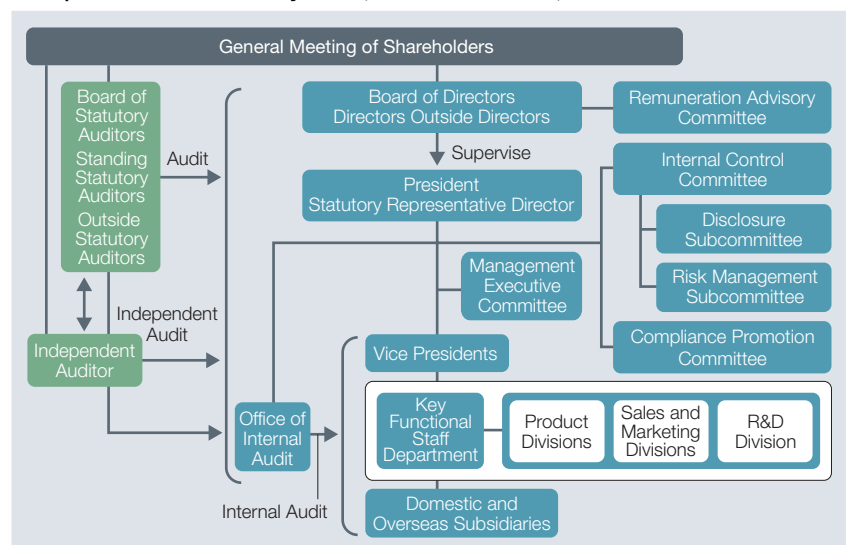 General Meeting of Shareholders
Board of
Statutory
Auditors
Standing
Statutory
Auditors
Outside
Statutory
Auditors
Audit
Board of Directors
Directors Outside Directors
Remuneration Advisory
Committee
Supervise
President
Statutory Representative Director
Internal Control
Committee
Disclosure
Subcommittee
Risk Management
Subcommittee
Management
Executive
Committee
Independent
Audit
Independent
Auditor
Vice Presidents
Compliance Promotion
Committee
Office of
Internal
Audit
Internal Audit
Key
Functional
Staff
Department
Product
Divisions
Sales and
Marketing
Divisions
R&D
Division
Domestic and
Overseas Subsidiaries